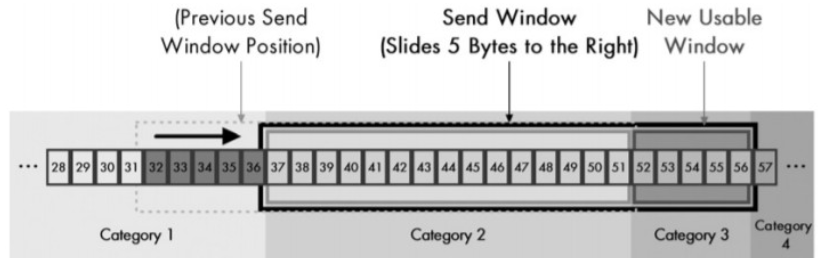 (Previous Send
Window Position)
Send Window
(Slides 5 Bytes to the Right)
New Usable
Window
... 28 29 30 31 32 33 34 35 36 37 38 39 40 41 42 43 44 45 46 47 48 49 50 51 52 53 54 55 56 57 ...
Category 1
Category 2
Category 3
Category
4